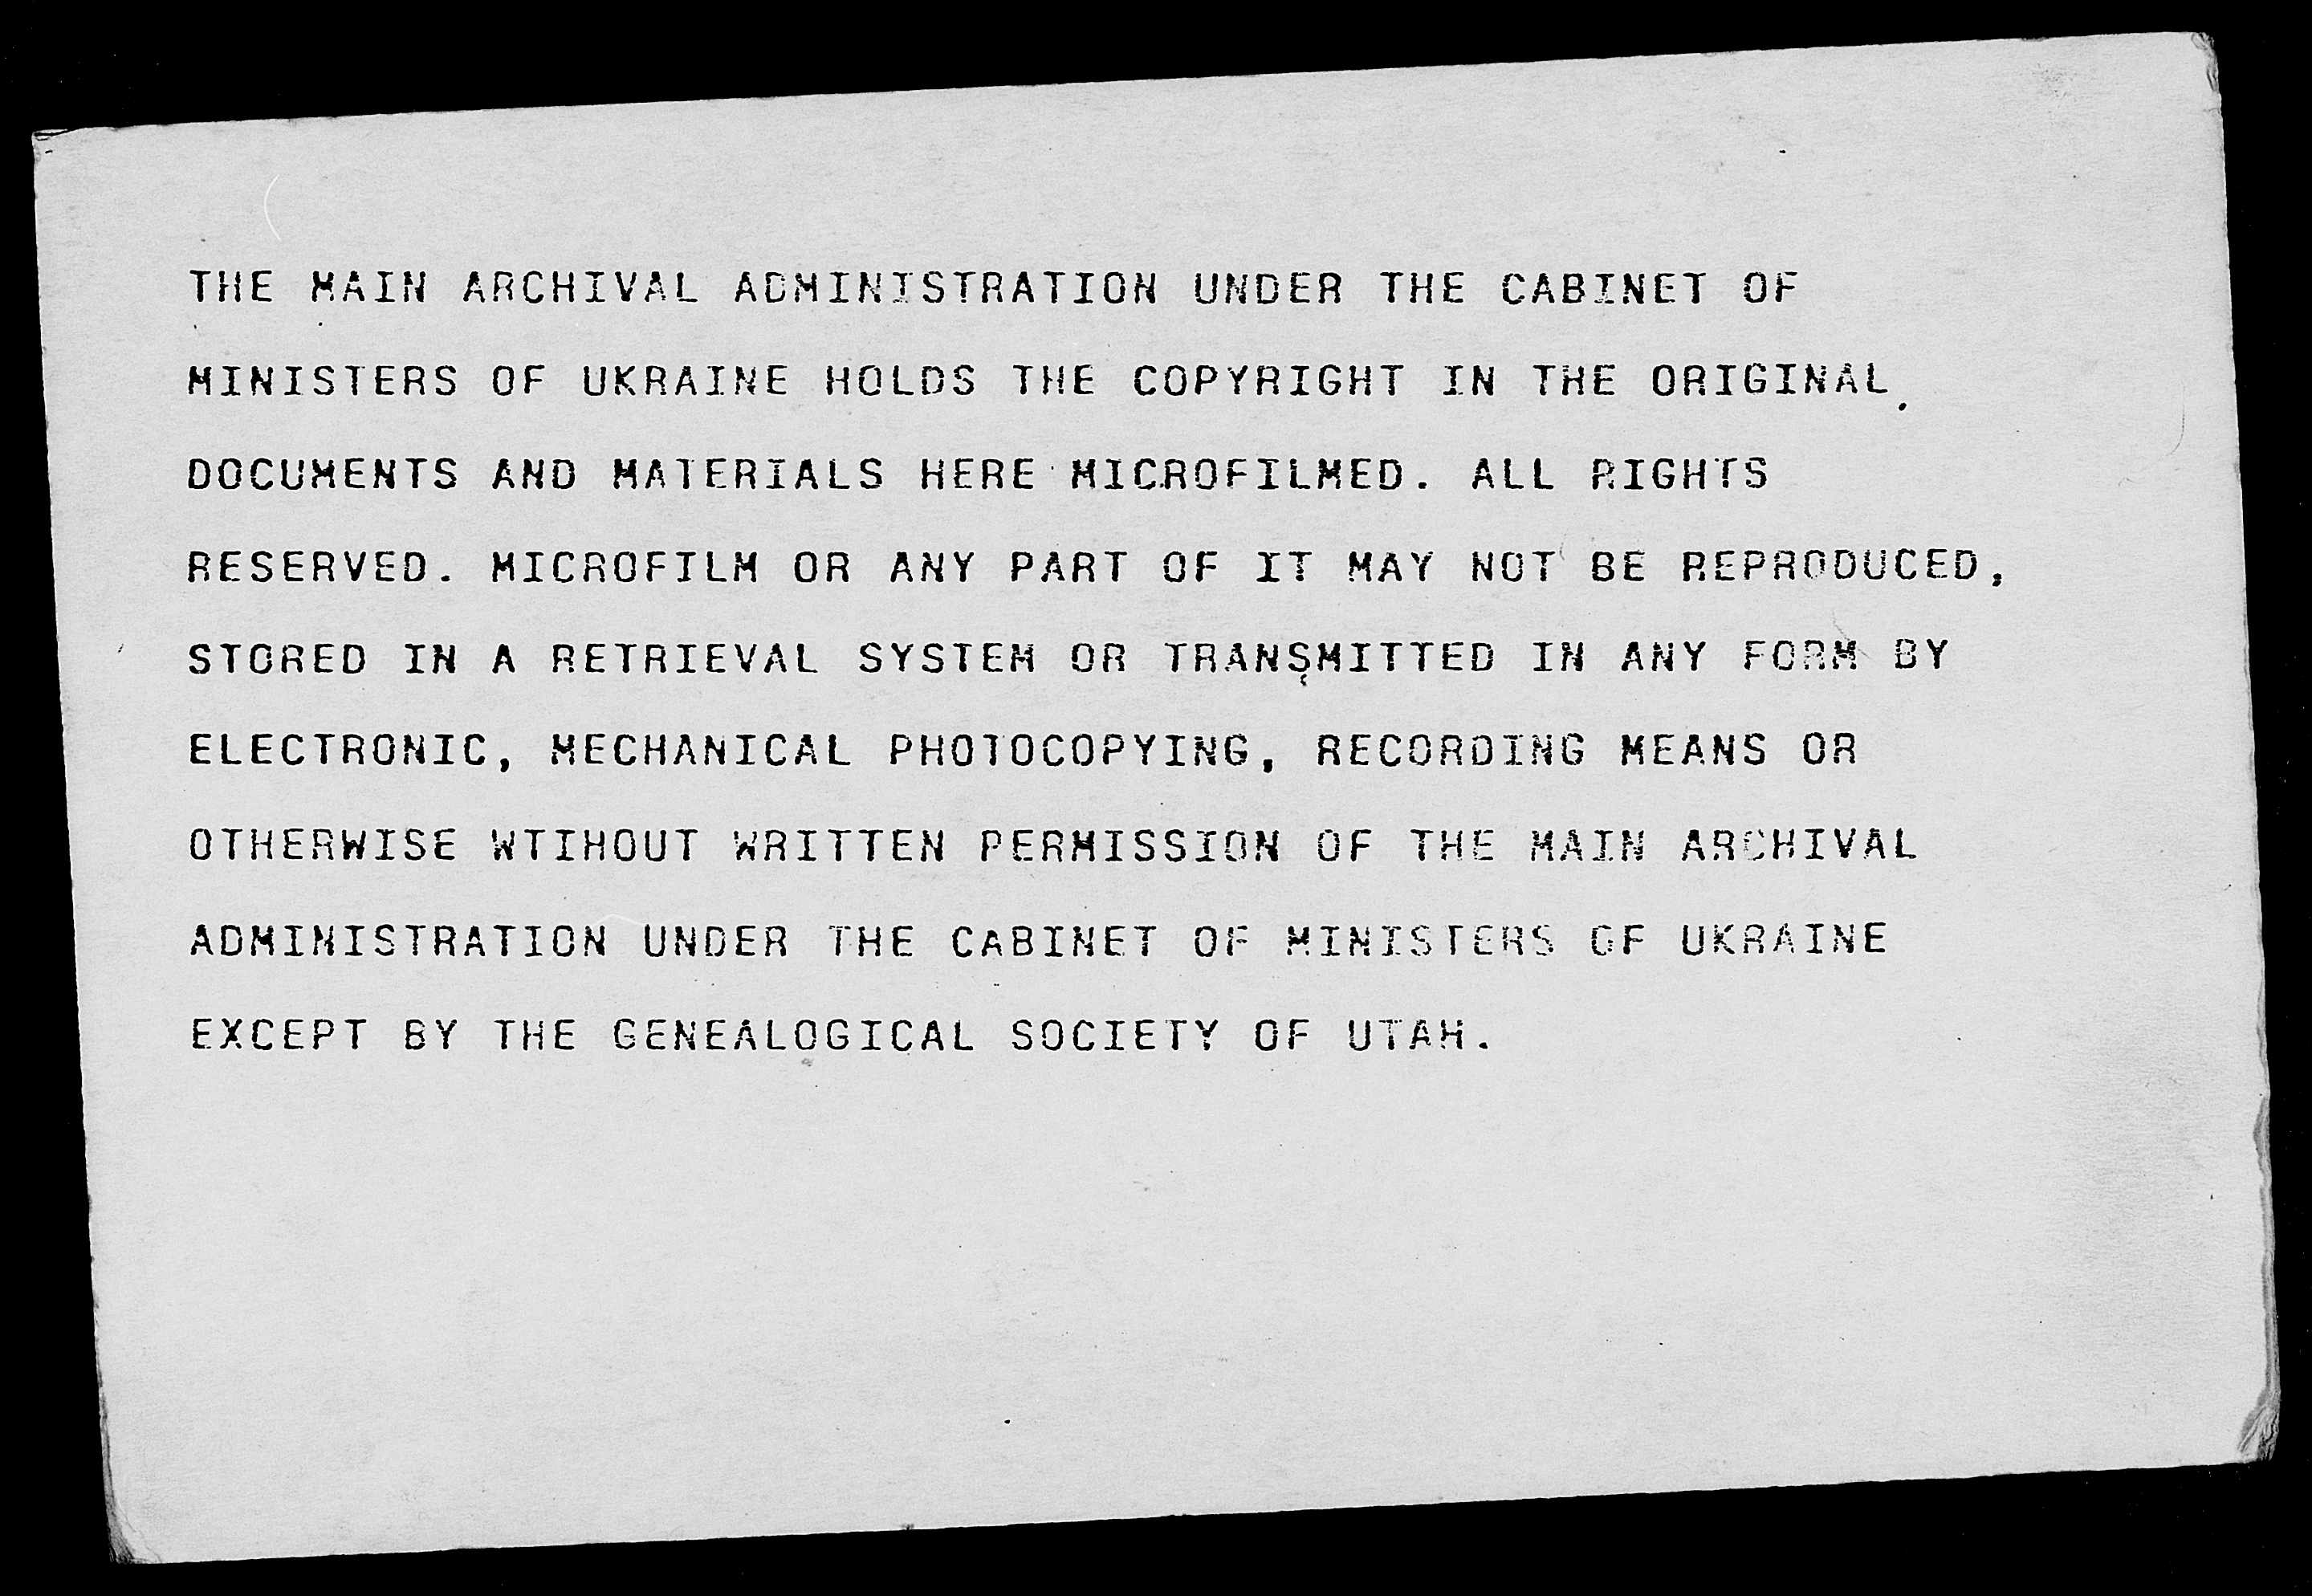 THE MAIN ARCHIVAL ADMINISTRATION UNDER THE CABINET OF
MINISTERS OF UKRAINE HOLDS THE COPYRIGHT IN THE ORIGINAL
DOCUMENTS AND MATERIALS HERE MICROFILMED. ALL RIGHTS
RESERVED. MICROFILM OR ANY PART OF IT MAY NOT BE REPRODUCED,
STORED IN A RETRIEVAL SYSTEM OR TRANSMITTED IN ANY FORM BY
ELECTRONIC, MECHANICAL PHOTOCOPYING, RECORDING MEANS OR
OTHERWISE WTIHOUT WRITTEN PERMISSION OF THE MAIN ARCHIVAL
ADMINISTRATION UNDER THE CABINET OF MINISTERS OF UKRAINE
EXCEPT BY THE GENEALOGICAL SOCIETY OF UTAH.